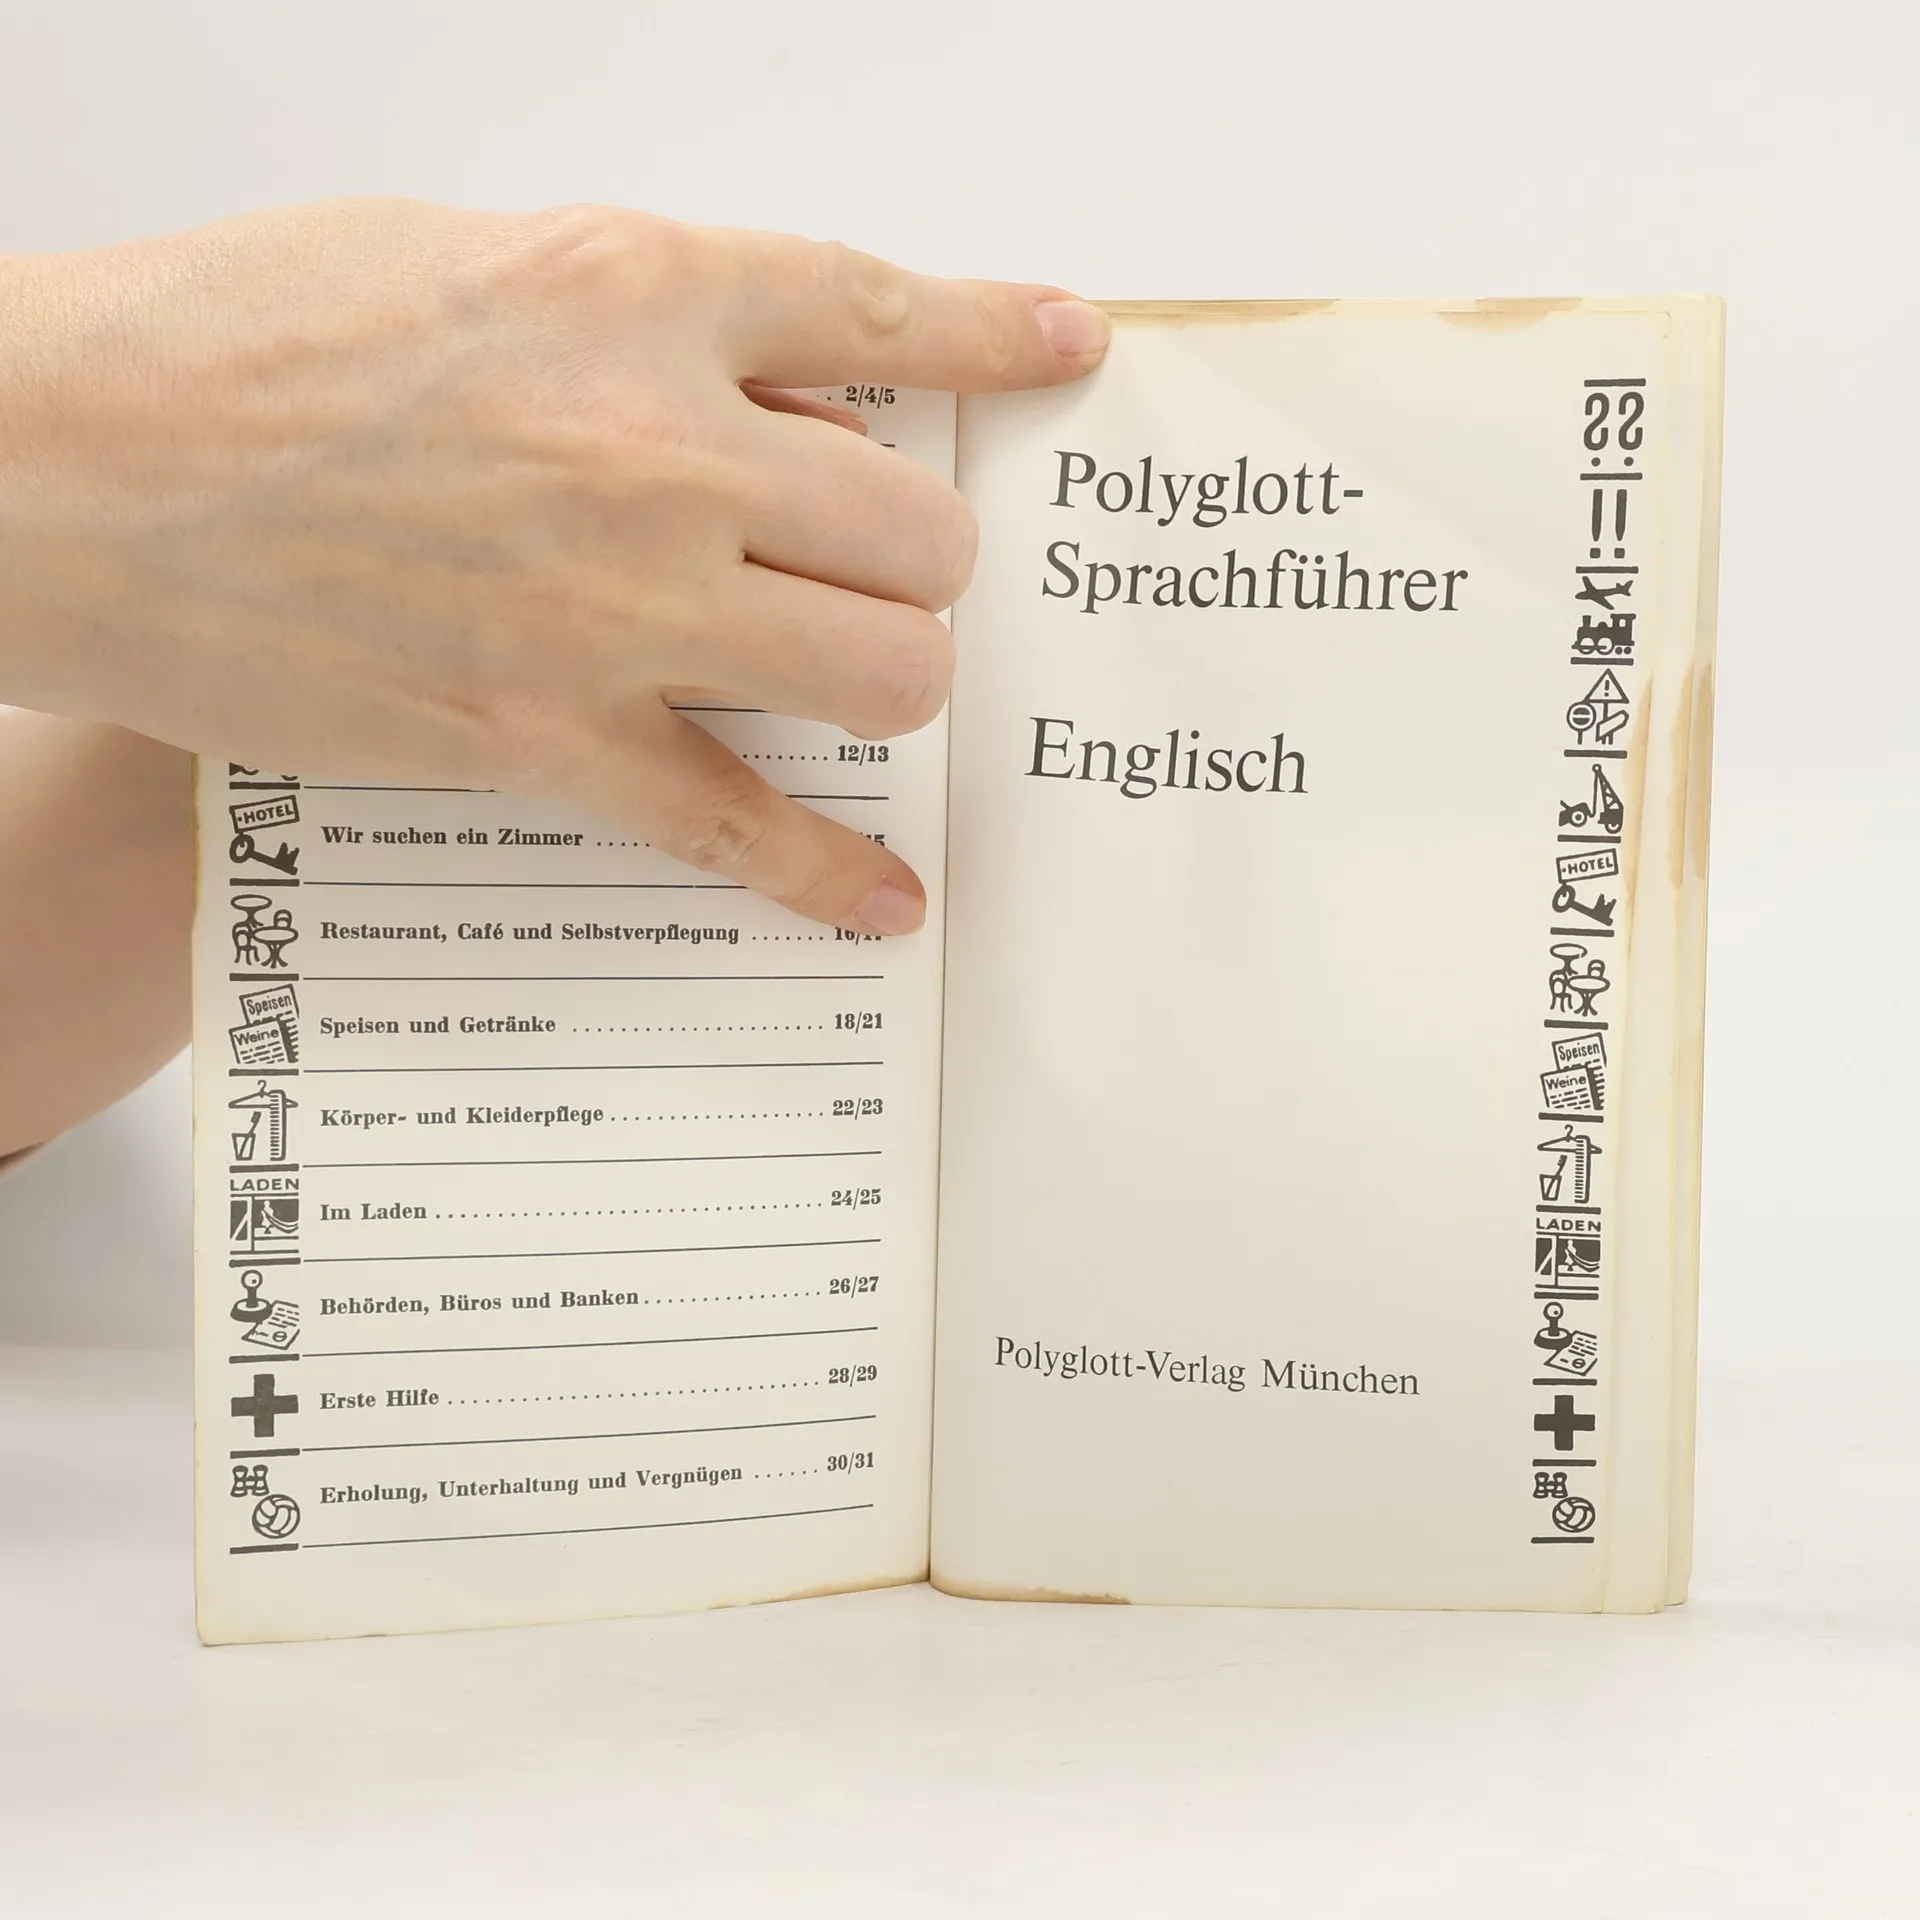 2/4/5
12/13
HOTEL
Wir suchen ein Zimmer .....
Restaurant, Café und Selbstverpflegung .......
Speisen
Weine
Speisen und Getränke ...................... 18/21
Körper- und Kleiderpflege................... 22/23
LADEN
Im Laden.................................. 24/25
Behörden, Büros und Banken................ 26/27
Erste Hilfe ................................. 28/29
Erholung, Unterhaltung und Vergnügen ...... 30/31
Polyglott-
Sprachführer
Englisch
Polyglott-Verlag München
HOTEL
Speisen
Weine
LADEN